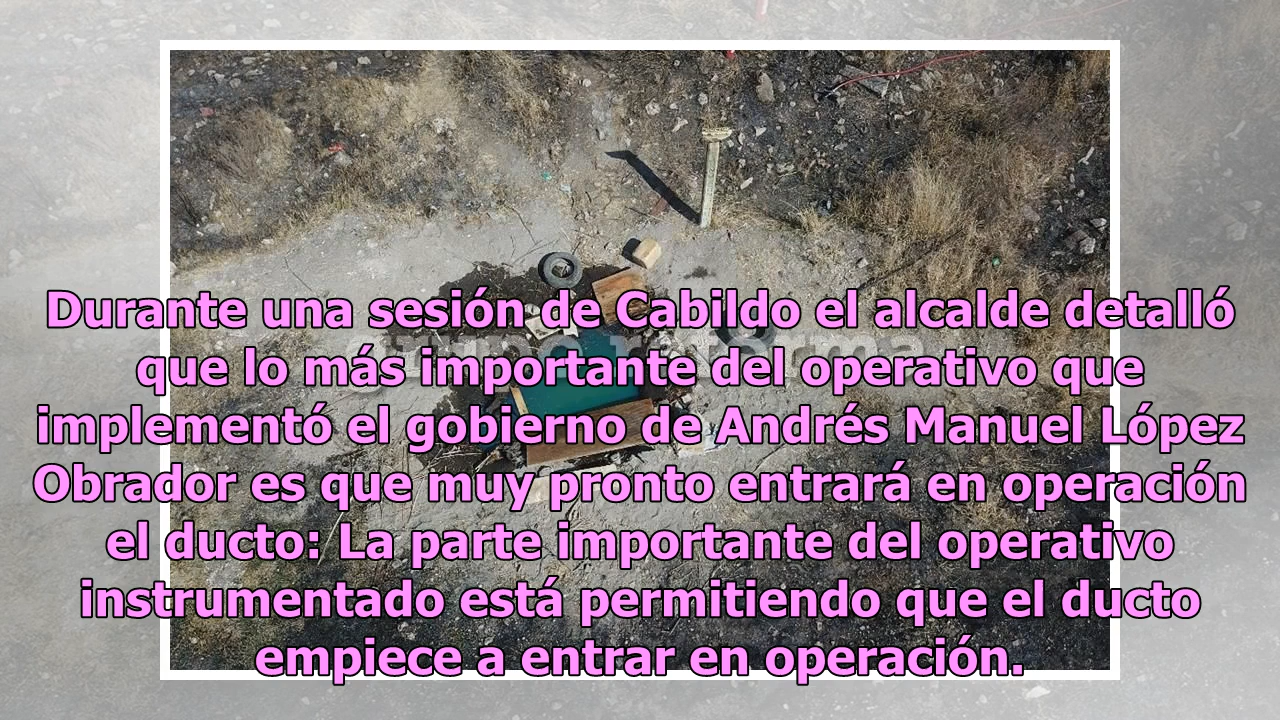 Durante una sesión de Cabildo el alcalde detalló
que lo más importante del operativo que
implementó el gobierno de Andrés Manuel López
Obrador es que muy pronto entrará en operación
el ducto: La parte importante del operativo
instrumentado está permitiendo que el ducto
empiece a entrar en operación.
grupo reforma